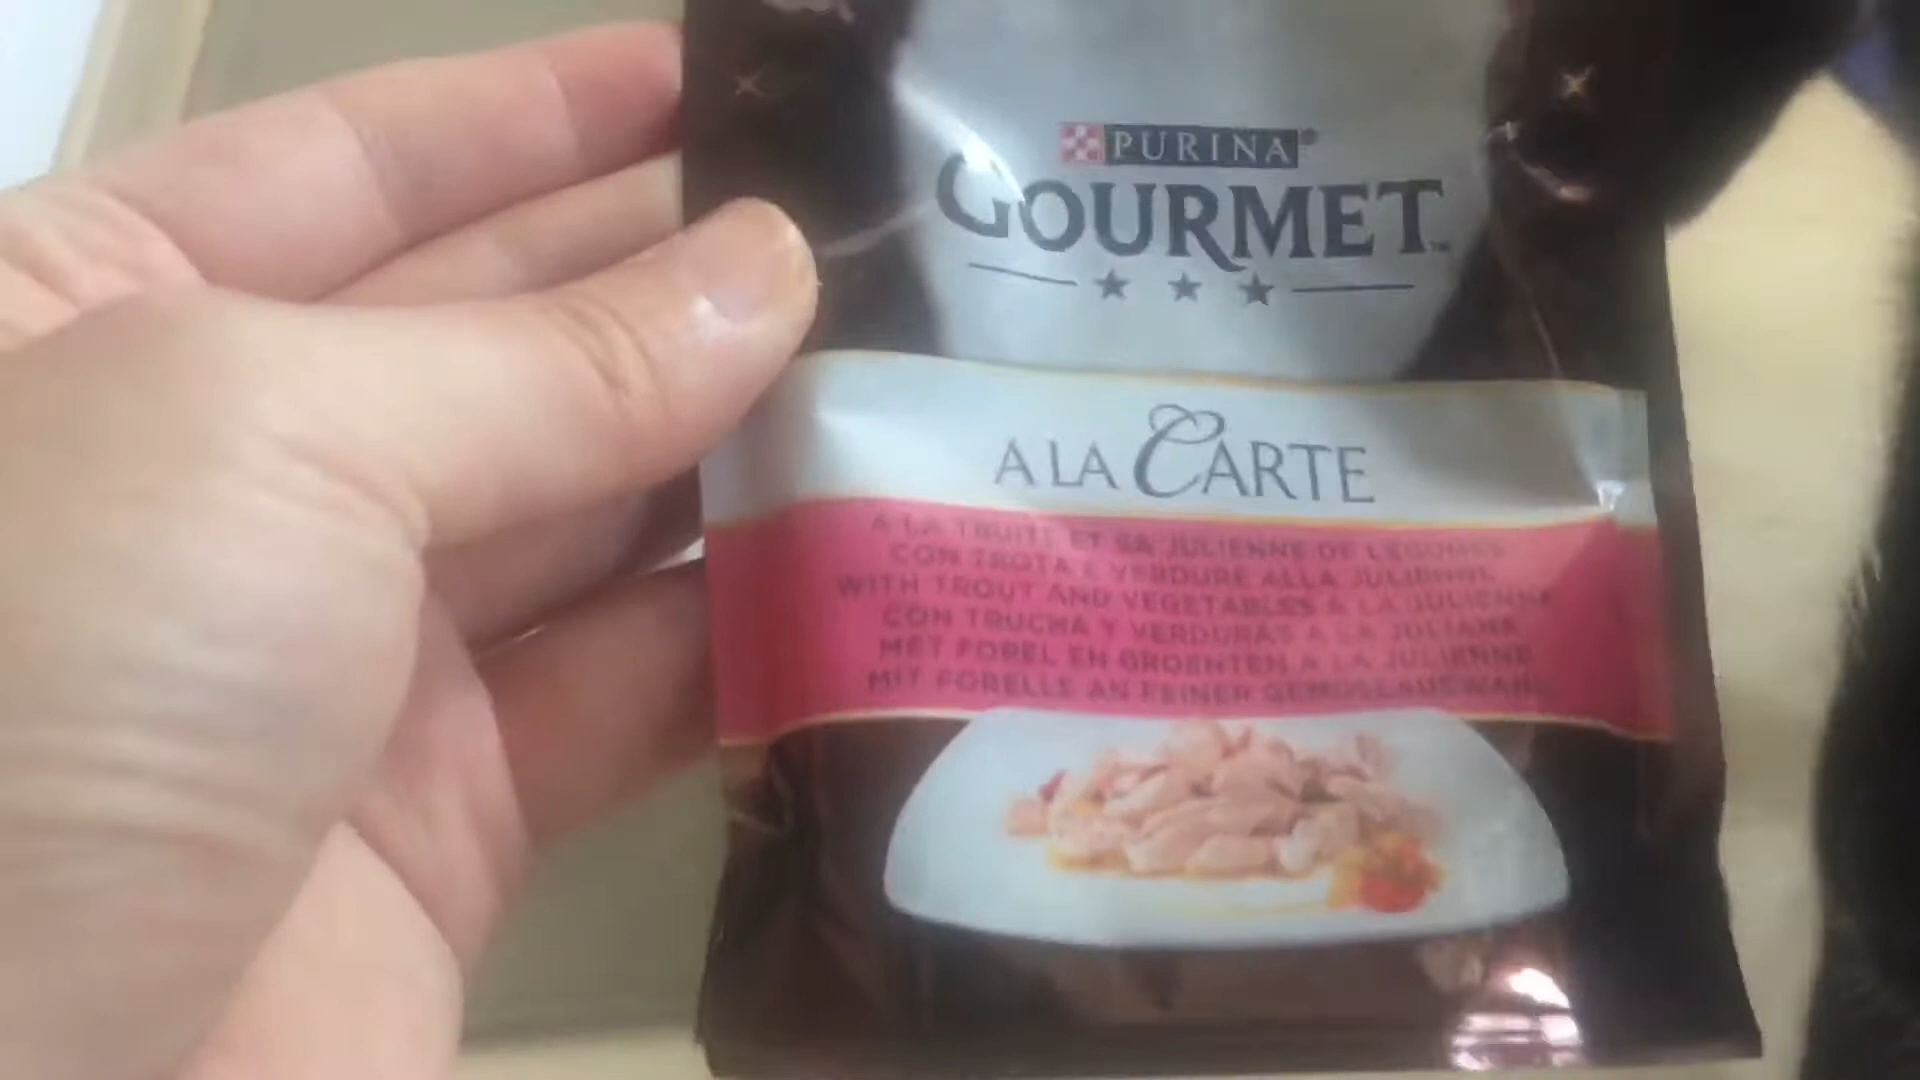 PURINA
GOURMET
A LA CARTE
A LA TRUITE ET SA JULIENNE DE LÉGUMES
CON TROTA E VERDURE ALLA JULIENNE
WITH TROUT AND VEGETABLES A LA JULIENNE
CON TRUCHA Y VERDURAS A LA JULIANA
MET FOREL EN GROENTEN A LA JULIENNE
MIT FORELLE AN FEINER GEMÜSEAUSWAHL